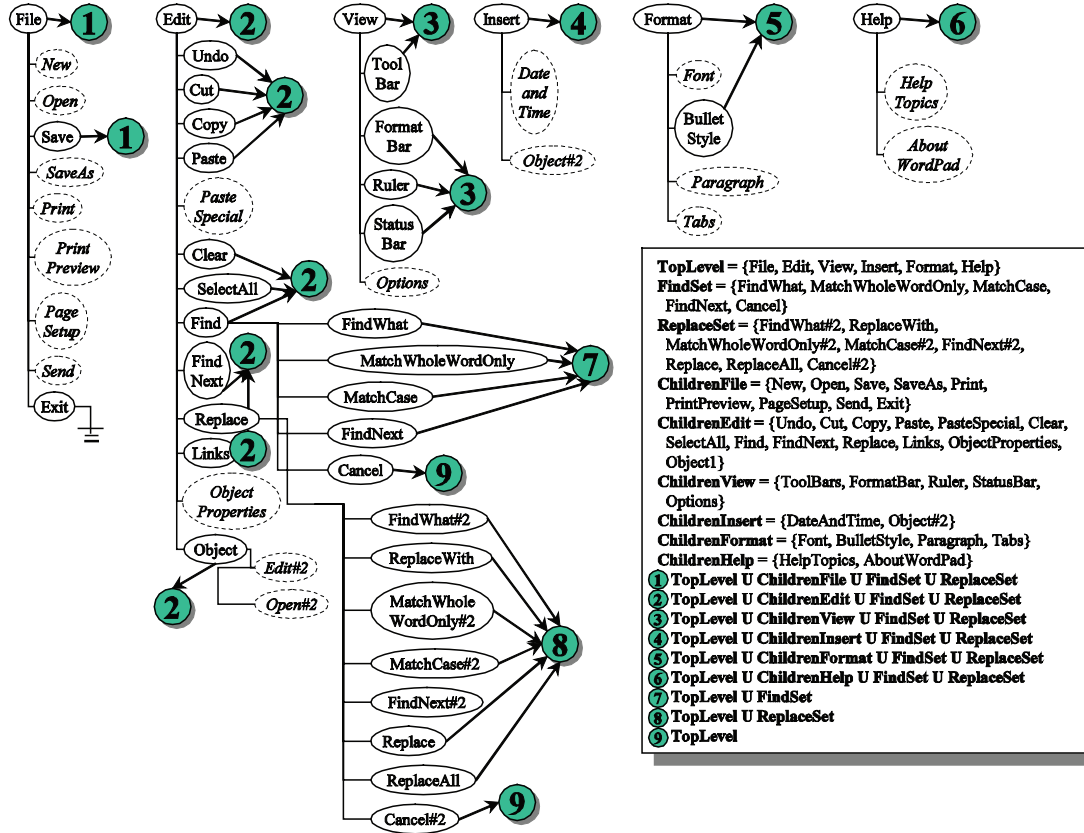 File
1
New
Open
Save
1
SaveAs
Print
Print
Preview
Page
Setup
Send
Exit
Edit
2
Undo
Cut
Copy
Paste
2
Paste
Special
Clear
SelectAll
Find
2
Find
Next
2
Replace
Links
2
Object
Properties
Object
2
Edit#2
Open#2
View
3
Tool
Bar
Format
Bar
Ruler
3
Status
Bar
Options
Insert
4
Date
and
Time
Object#2
Format
5
Font
Bullet
Style
Paragraph
Tabs
Help
6
Help
Topics
About
WordPad
FindWhat
MatchWholeWordOnly
7
MatchCase
FindNext
Cancel
9
FindWhat#2
ReplaceWith
MatchWhole
WordOnly#2
8
MatchCase#2
FindNext#2
Replace
ReplaceAll
Cancel#2
9
TopLevel = {File, Edit, View, Insert, Format, Help}
FindSet = {FindWhat, MatchWholeWordOnly, MatchCase,
FindNext, Cancel}
ReplaceSet = {FindWhat#2, ReplaceWith,
MatchWholeWordOnly#2, MatchCase#2, FindNext#2,
Replace, ReplaceAll, Cancel#2}
ChildrenFile = {New, Open, Save, SaveAs, Print,
PrintPreview, PageSetup, Send, Exit}
ChildrenEdit = {Undo, Cut, Copy, Paste, PasteSpecial, Clear,
SelectAll, Find, FindNext, Replace, Links, ObjectProperties,
Object1}
ChildrenView = {ToolBars, FormatBar, Ruler, StatusBar,
Options}
ChildrenInsert = {DateAndTime, Object#2}
ChildrenFormat = {Font, BulletStyle, Paragraph, Tabs}
ChildrenHelp = {HelpTopics, AboutWordPad}
1 TopLevel U ChildrenFile U FindSet U ReplaceSet
2 TopLevel U ChildrenEdit U FindSet U ReplaceSet
3 TopLevel U ChildrenView U FindSet U ReplaceSet
4 TopLevel U ChildrenInsert U FindSet U ReplaceSet
5 TopLevel U ChildrenFormat U FindSet U ReplaceSet
6 TopLevel U ChildrenHelp U FindSet U ReplaceSet
7 TopLevel U FindSet
8 TopLevel U ReplaceSet
9 TopLevel